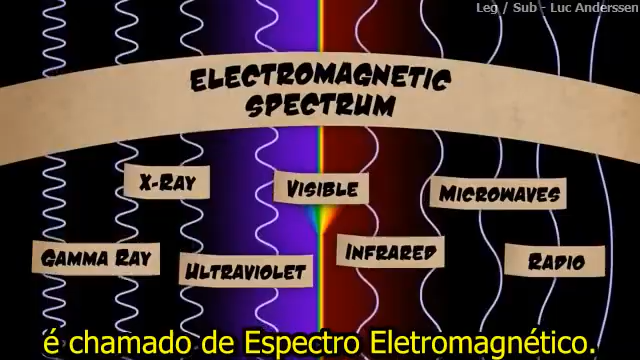 Leg / Sub - Luc Anderssen
ELECTROMAGNETIC
SPECTRUM
X-RAY
VISIBLE
MICROWAVES
GAMMA RAY
ULTRAVIOLET
INFRARED
RADIO
é chamado de Espectro Eletromagnético.